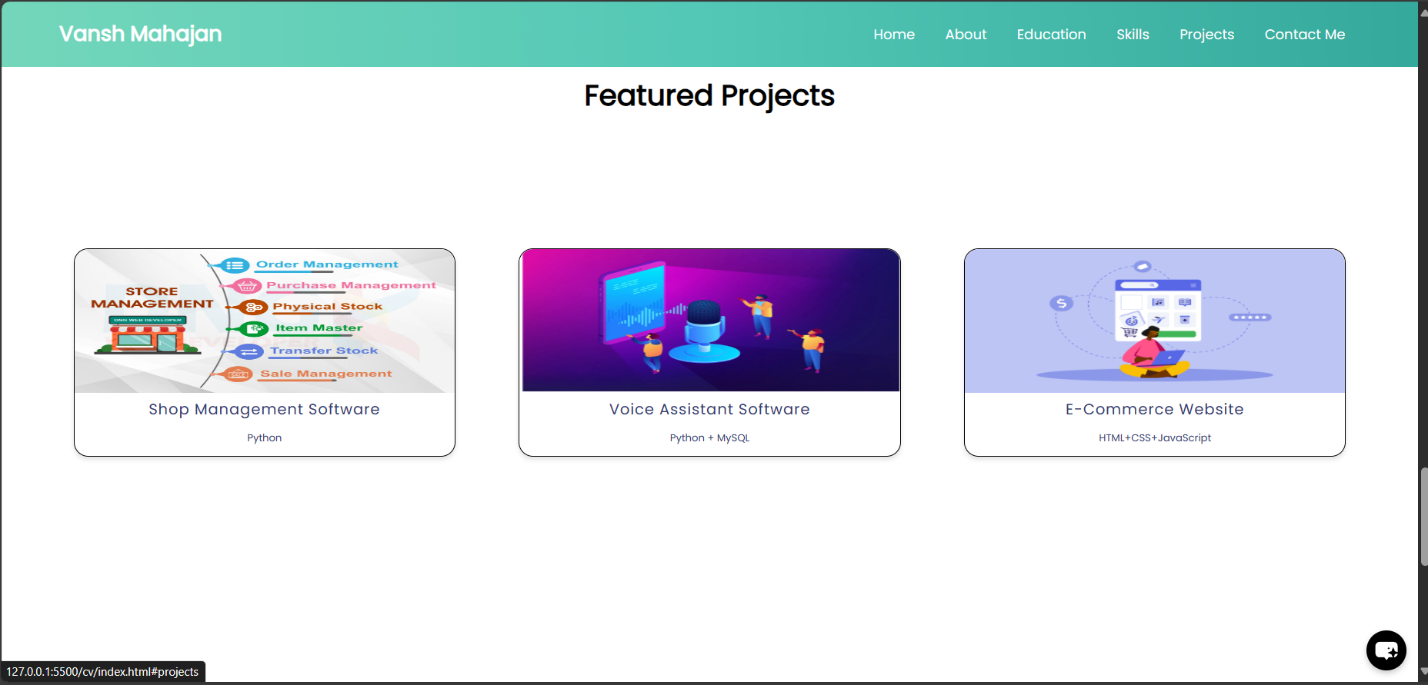 Vansh Mahajan
Home
About
Education
Skills
Projects
Contact Me
Featured Projects
STORE
MANAGEMENT
Order Management
Purchase Management
Physical Stock
Item Master
Transfer Stock
Sale Management
Shop Management Software
Python
Voice Assistant Software
Python + MySQL
E-Commerce Website
HTML+CSS+JavaScript
127.0.0.1:5500/cv/index.html#projects